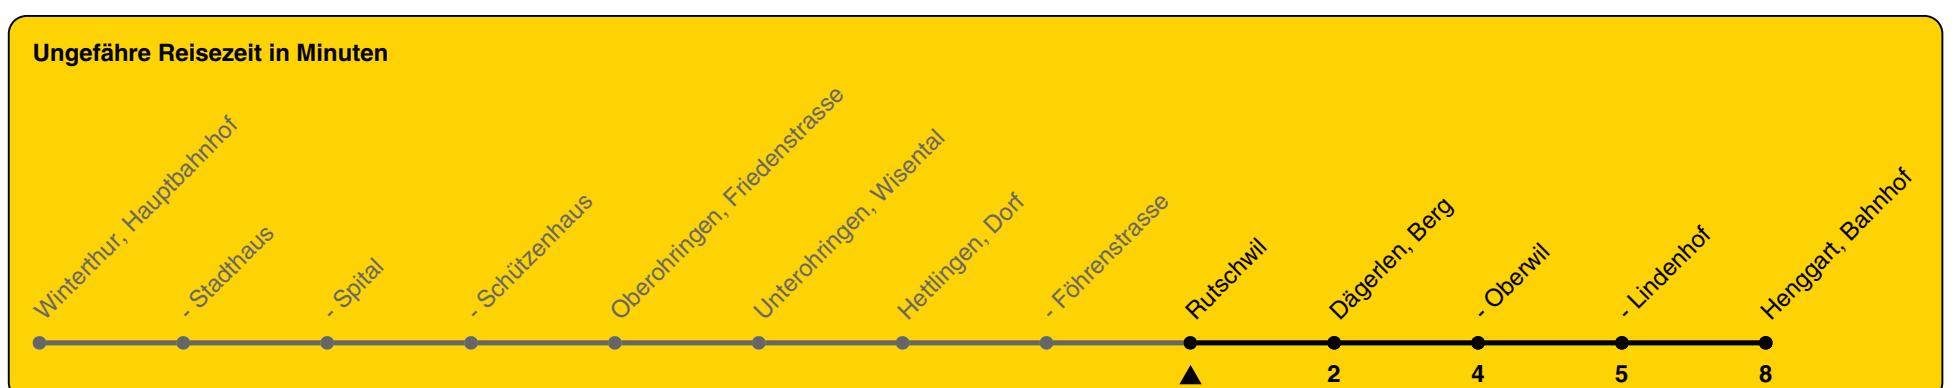 Ungefähre Reisezeit in Minuten
Winterthur, Hauptbahnhof
- Stadthaus
- Spital
- Schützenhaus
Oberohringen, Friedenstrasse
Unterohringen, Wisental
Hettlingen, Dorf
- Föhrenstrasse
Rutschwil
Dägerlen, Berg
- Oberwil
- Lindenhof
Henggart, Bahnhof
2 4 5 8